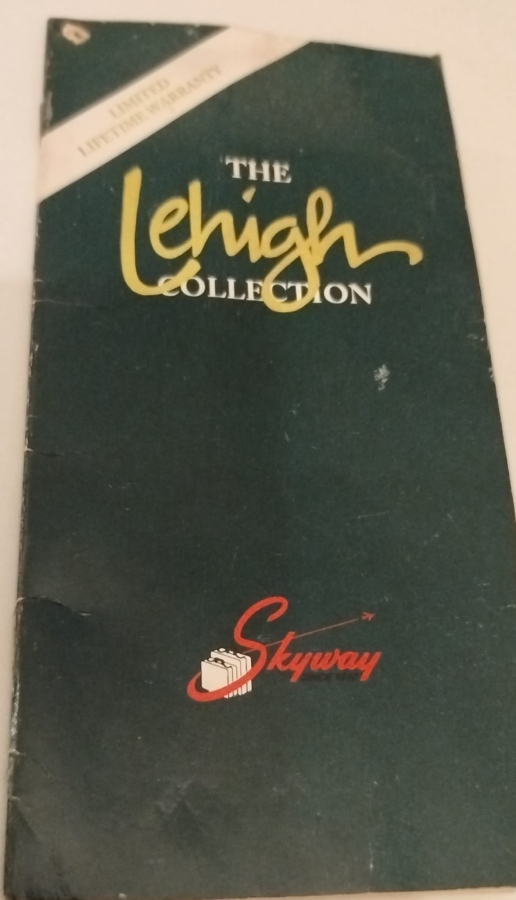 LIMITED
LIFETIME WARRANTY
THE
Lehigh
COLLECTION
Skyway